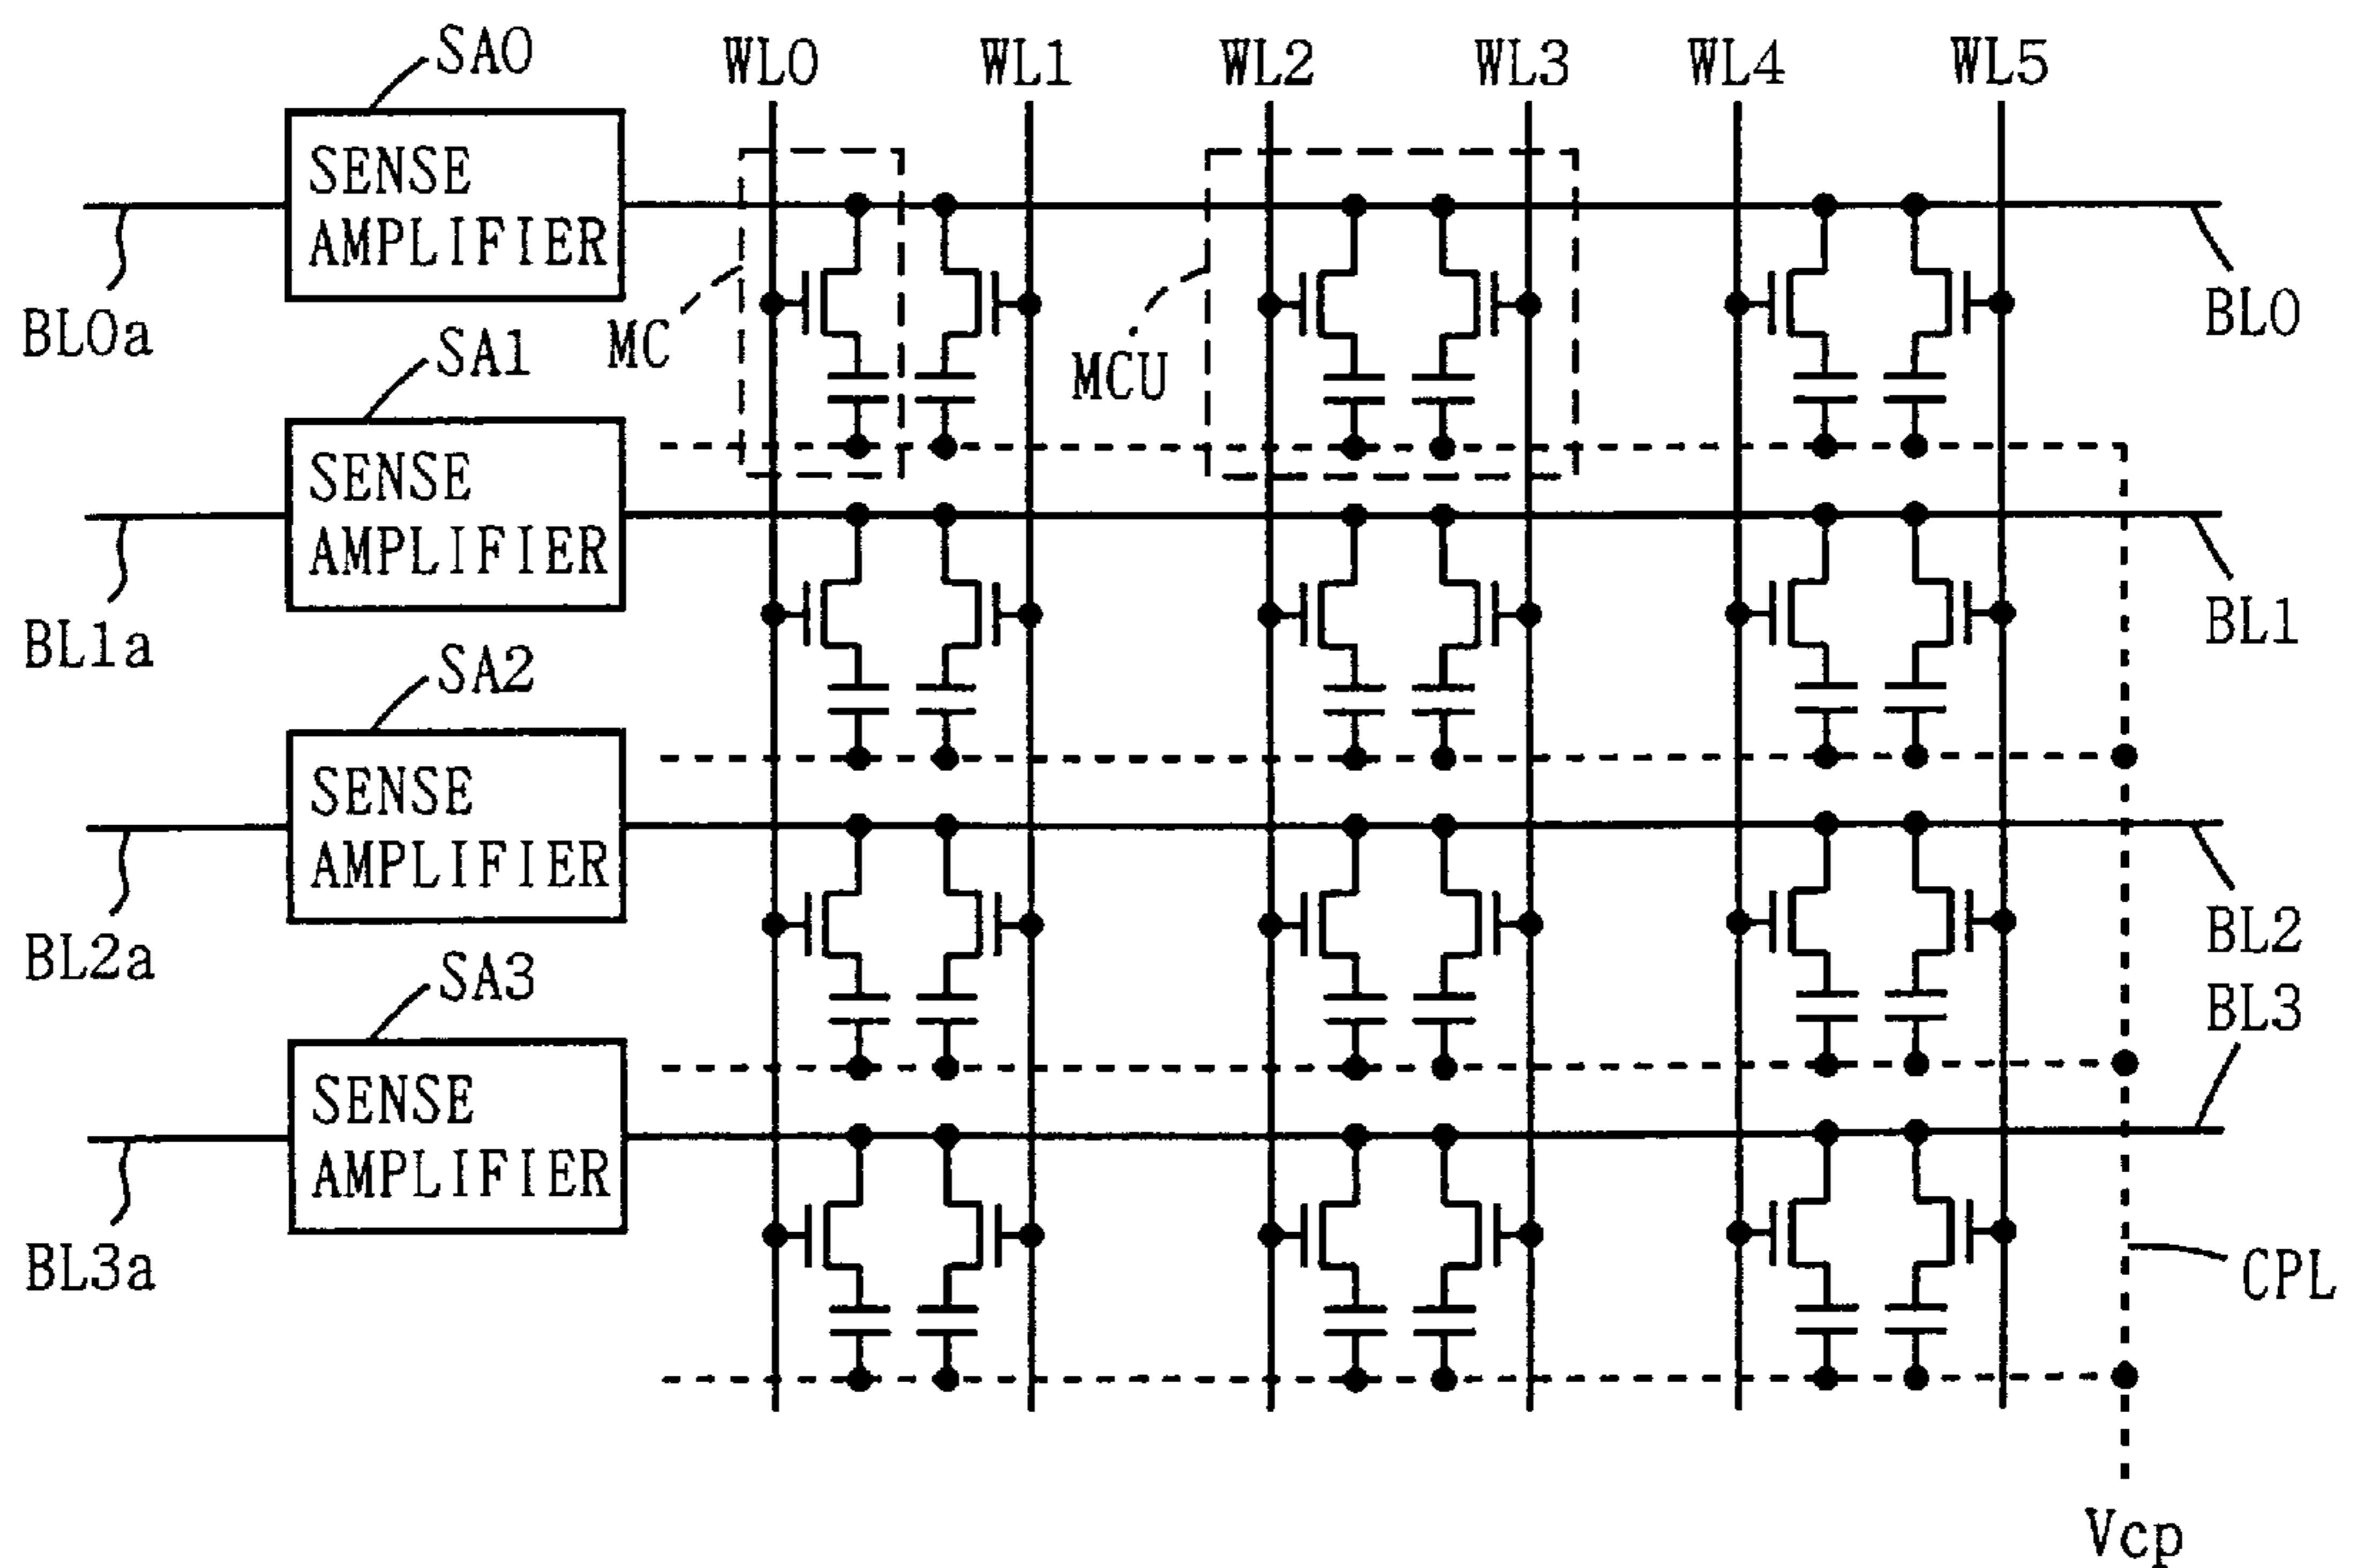 SA0
WL0 WL1 WL2 WL3 WL4 WL5
SENSE
AMPLIFIER
BL0a
MC
MCU
BL0
SA1
SENSE
AMPLIFIER
BL1a
BL1
SA2
SENSE
AMPLIFIER
BL2a
BL2
SA3
BL3
SENSE
AMPLIFIER
BL3a
CPL
Vcp